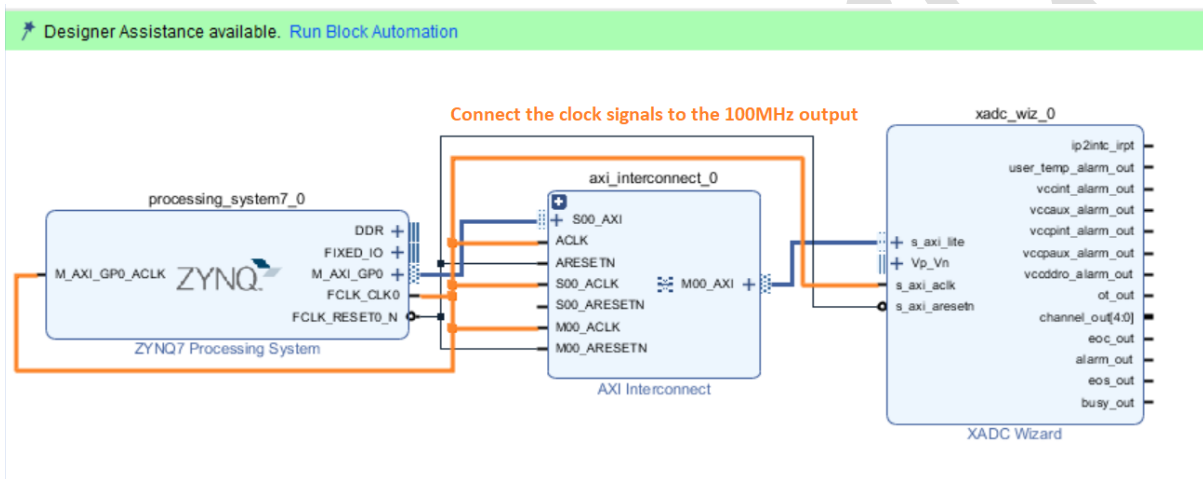 Designer Assistance available. Run Block Automation
Connect the clock signals to the 100MHz output
processing_system7_0
DDR
FIXED_IO
M_AXI_GP0_ACLK
ZYNQ
M_AXI_GP0
FCLK_CLK0
FCLK_RESET0_N
ZYNQ7 Processing System
axi_interconnect_0
S00_AXI
ACLK
ARESETN
S00_ACLK
M00_AXI
S00_ARESETN
M00_ACLK
M00_ARESETN
AXI Interconnect
xadc_wiz_0
ip2intc_irpt
user_temp_alarm_out
vccint_alarm_out
vccaux_alarm_out
vccpint_alarm_out
s_axi_lite
vccpaux_alarm_out
Vp_Vn
vccddro_alarm_out
s_axi_aclk
ot_out
s_axi_aresetn
channel_out[4:0]
eoc_out
alarm_out
eos_out
busy_out
XADC Wizard